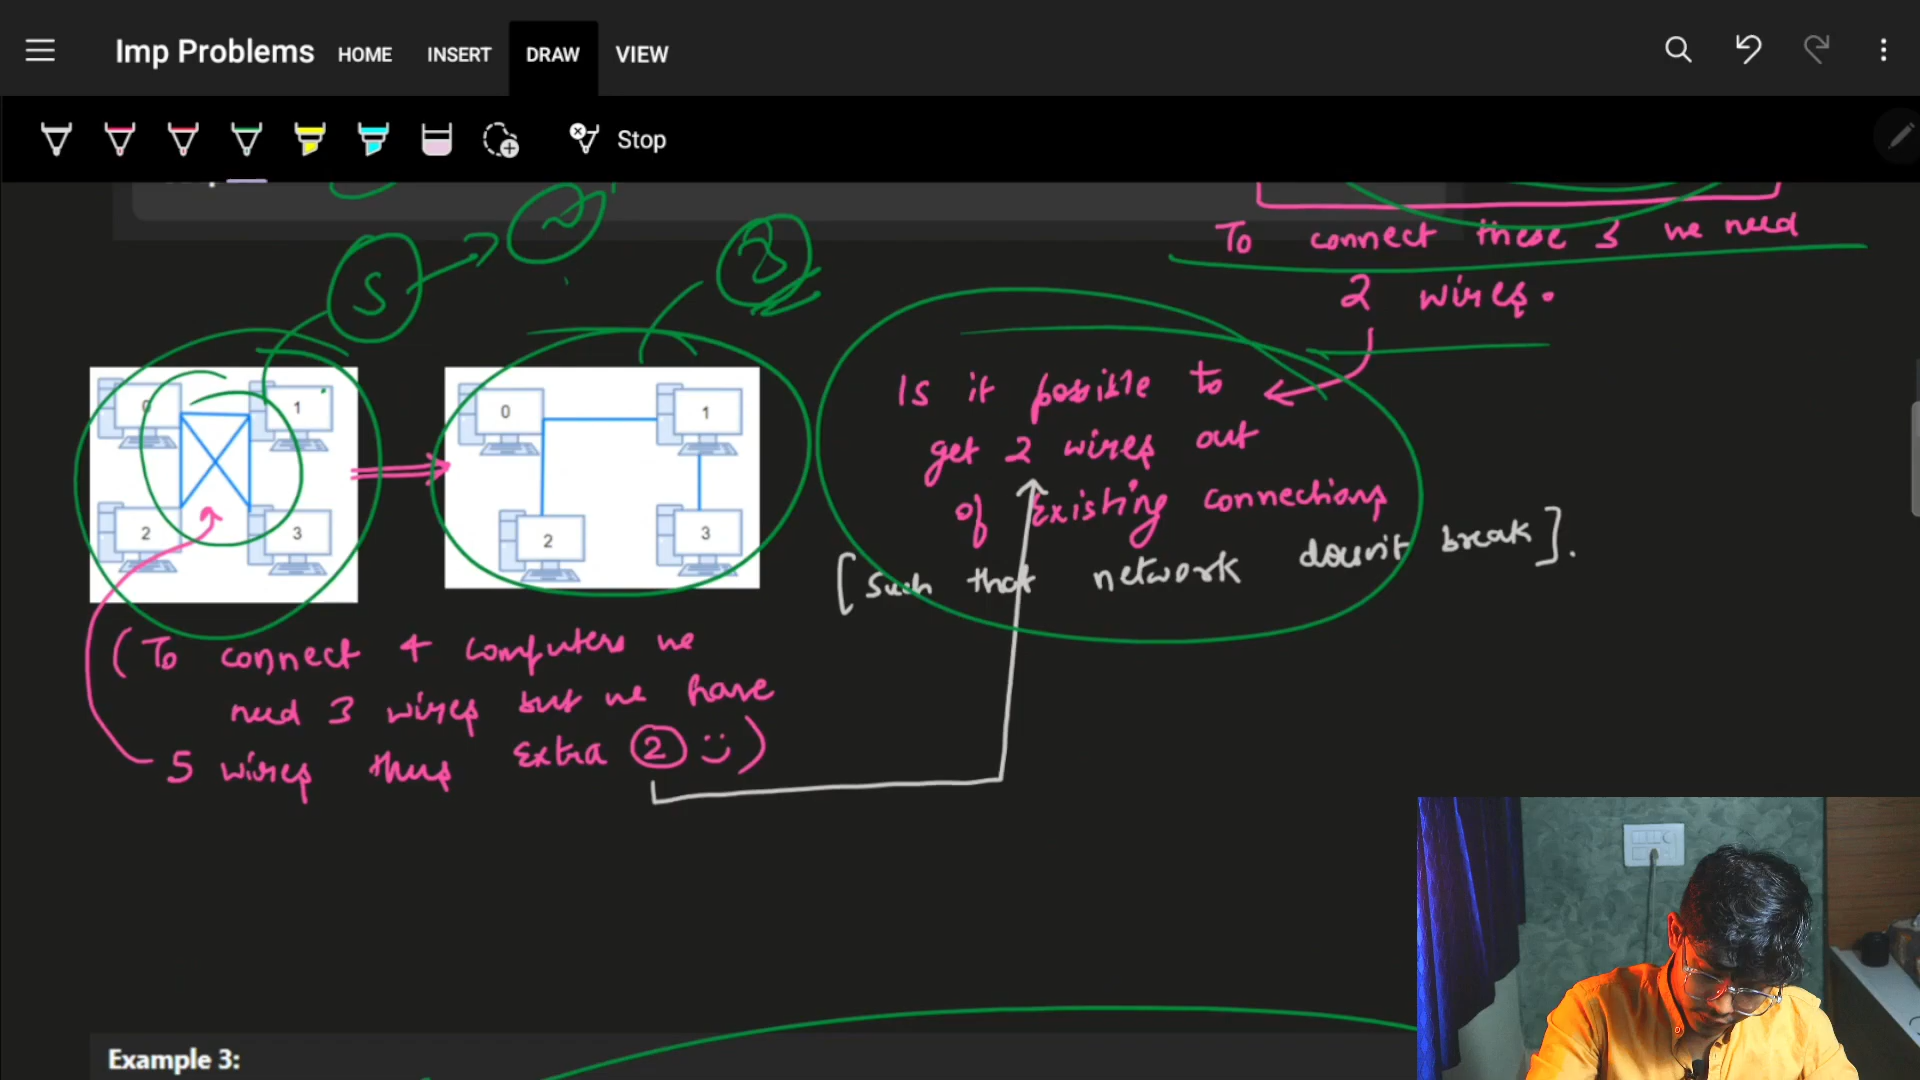 Imp Problems HOME INSERT DRAW VIEW
Stop
To connect these 3 we need
2 wires.
5
2
3
0 1
2 3
0 1
2 3
Is it possible to
get 2 wires out
of existing connections
[such that network doesn't break].
(To connect 4 computers we
need 3 wires but we have
5 wires thus extra 2 :))
Example 3: